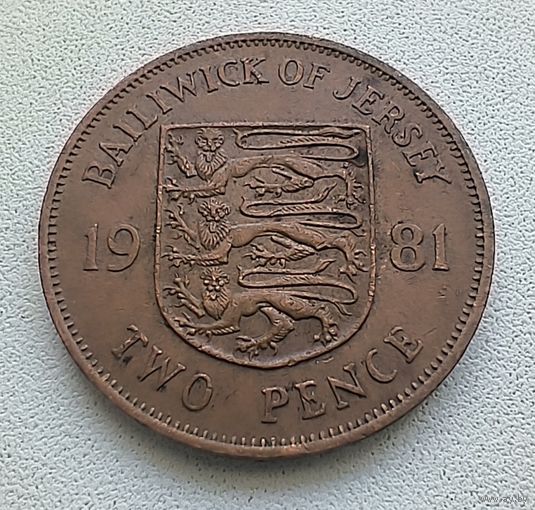 BAILIWICK OF JERSEY
19 81
TWO PENCE